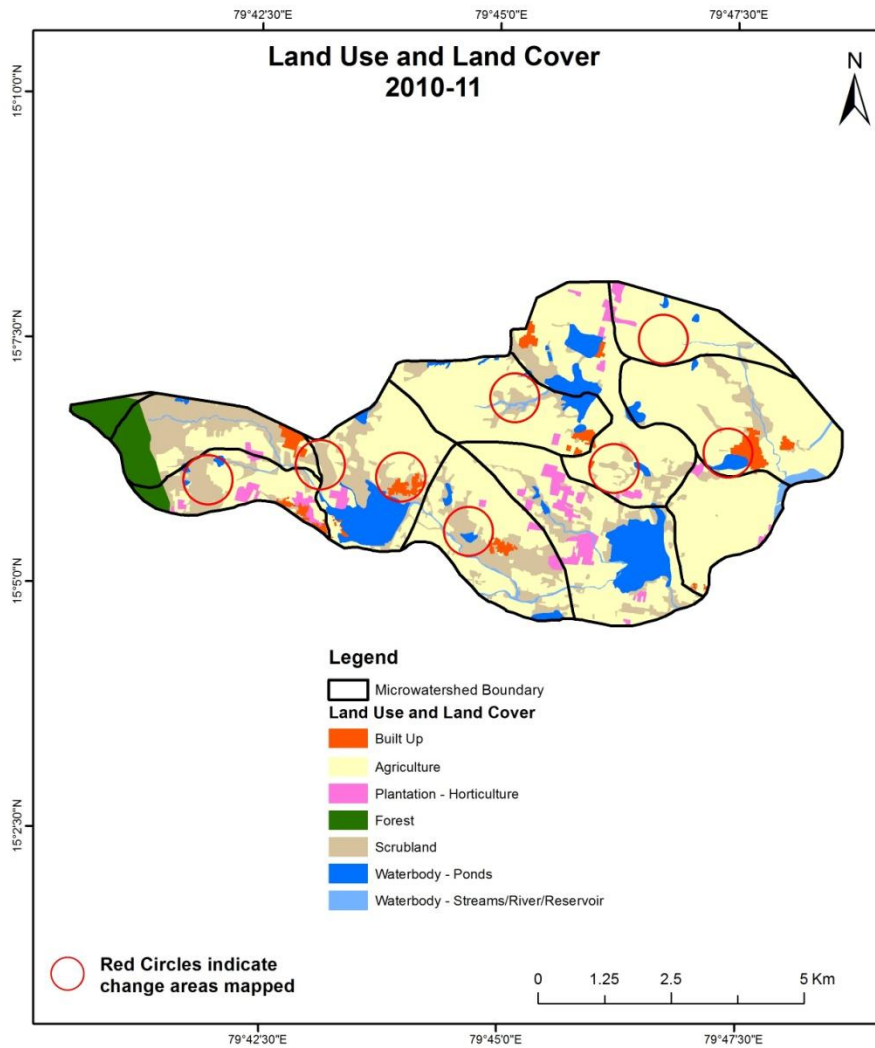 79°42'30"E
79°45'0"E
79°47'30"E
Land Use and Land Cover
2010-11
N
15°10'0"N
15°7'30"N
15°5'0"N
15°2'30"N
Legend
Microwatershed Boundary
Land Use and Land Cover
Built Up
Agriculture
Plantation - Horticulture
Forest
Scrubland
Waterbody - Ponds
Waterbody - Streams/River/Reservoir
Red Circles indicate
change areas mapped
0 1.25 2.5 5 Km
79°42'30"E
79°45'0"E
79°47'30"E